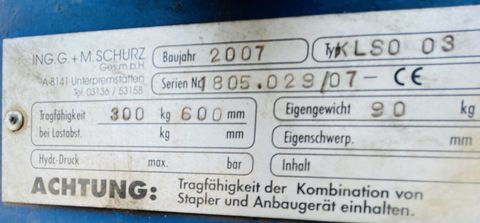 ING. G. + M. SCHURZ Baujahr 2007 Typ KLSO 03
Ges.m.b.H.
A-8141 Unterpremstätten Serien Nr. 1805.029/07- CE
Tel. 03136 / 53158
Tragfähigkeit 300 kg 600 mm Eigengewicht 90 kg
bei Lastabst. kg mm Eigenschwerp. mm
Hydr.-Druck max. bar Inhalt
ACHTUNG: Tragfähigkeit der Kombination von
Stapler und Anbaugerät einhalten.